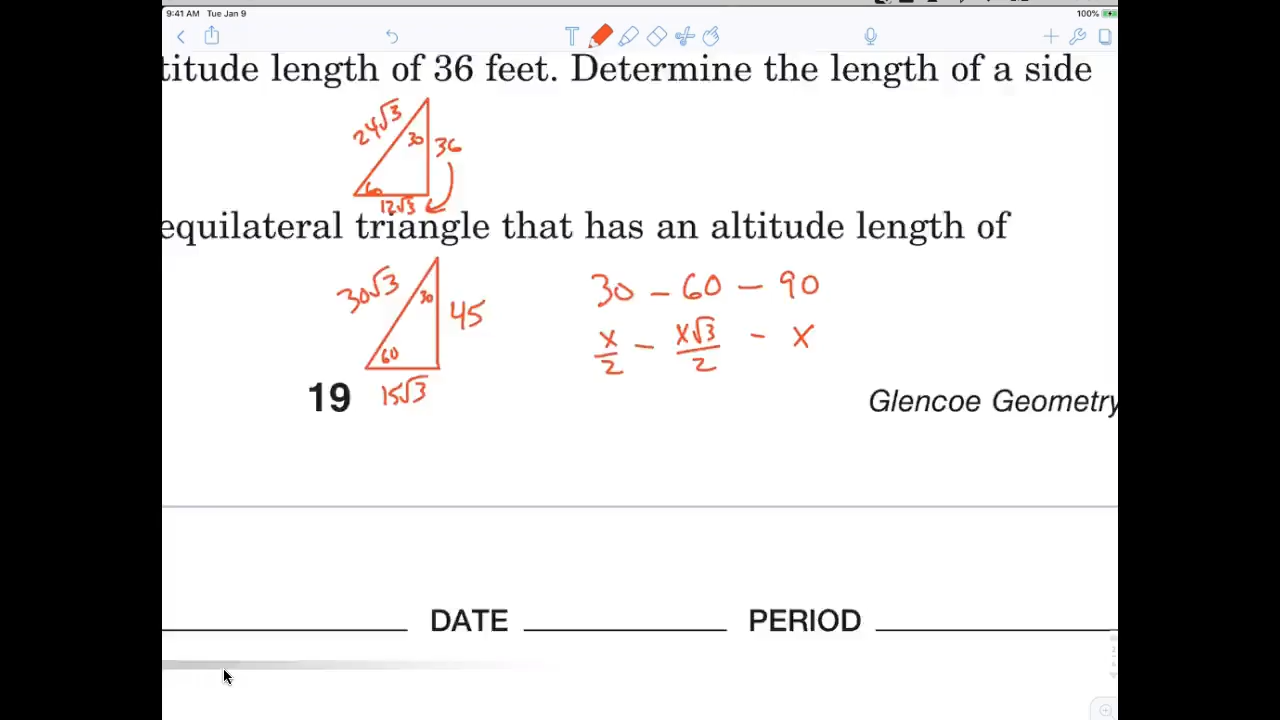 9:41 AM Tue Jan 9
100%
titude length of 36 feet. Determine the length of a side
24√3
30
36
60
12√3
equilateral triangle that has an altitude length of
30√3
30
45
60
15√3
30 – 60 – 90
x/2 – x√3/2 – x
19
Glencoe Geometry
DATE
PERIOD